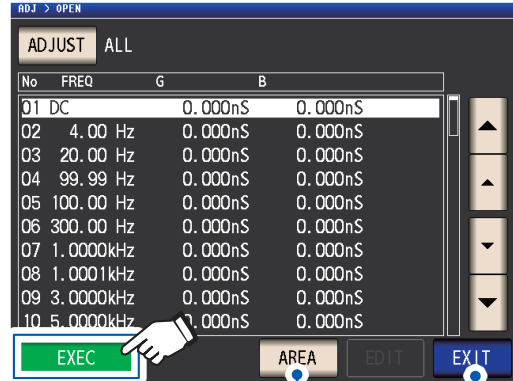 ADJ > OPEN
ADJUST ALL
No FREQ G B
01 DC 0.000nS 0.000nS
02 4.00 Hz 0.000nS 0.000nS
03 20.00 Hz 0.000nS 0.000nS
04 99.99 Hz 0.000nS 0.000nS
05 100.00 Hz 0.000nS 0.000nS
06 300.00 Hz 0.000nS 0.000nS
07 1.0000kHz 0.000nS 0.000nS
08 1.0001kHz 0.000nS 0.000nS
09 3.0000kHz 0.000nS 0.000nS
10 5.0000kHz 0.000nS 0.000nS
EXEC AREA EDIT EXIT